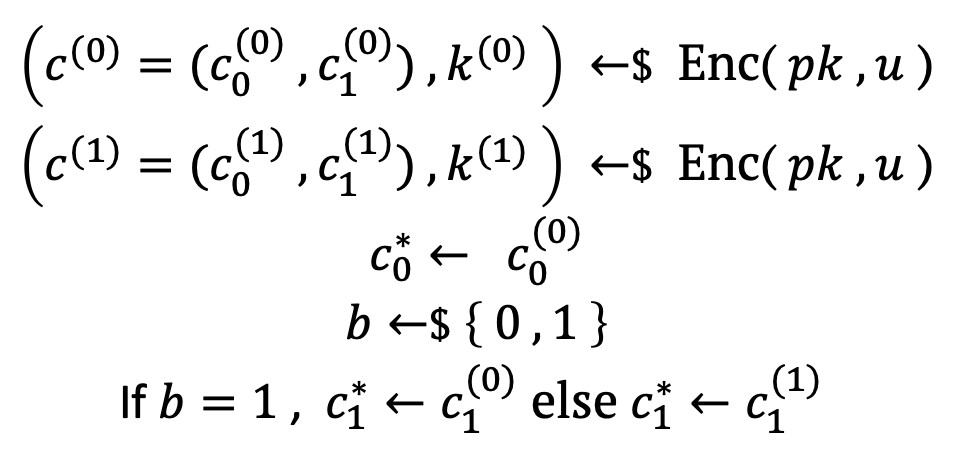 (c^{(0)} = (c_0^{(0)}, c_1^{(0)}), k^{(0)}) ←$ Enc( pk , u )
(c^{(1)} = (c_0^{(1)}, c_1^{(1)}), k^{(1)}) ←$ Enc( pk , u )
c_0^* ← c_0^{(0)}
b ←$ { 0 , 1 }
If b = 1 , c_1^* ← c_1^{(0)} else c_1^* ← c_1^{(1)}